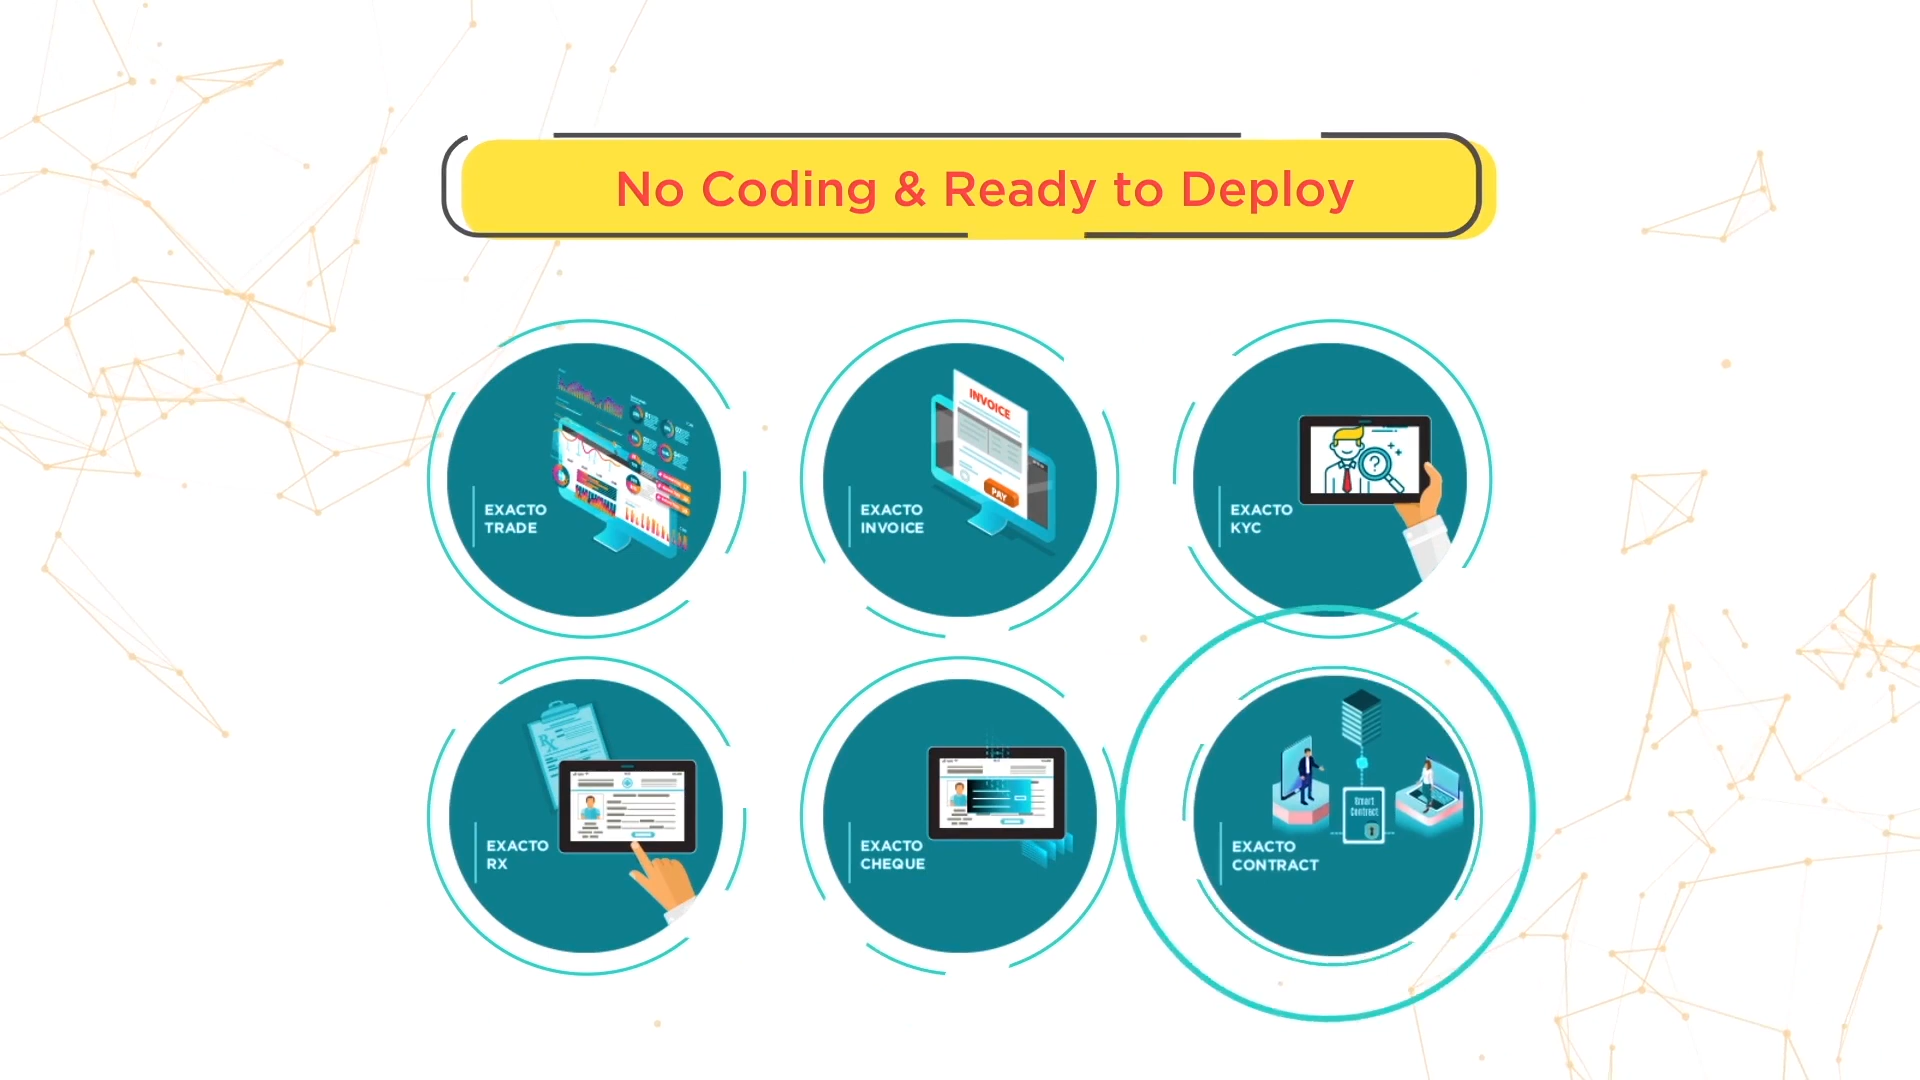 No Coding & Ready to Deploy
INVOICE
PAY
EXACTO
TRADE
EXACTO
INVOICE
EXACTO
KYC
?
RX
EXACTO
RX
EXACTO
CHEQUE
Smart
Contract
EXACTO
CONTRACT